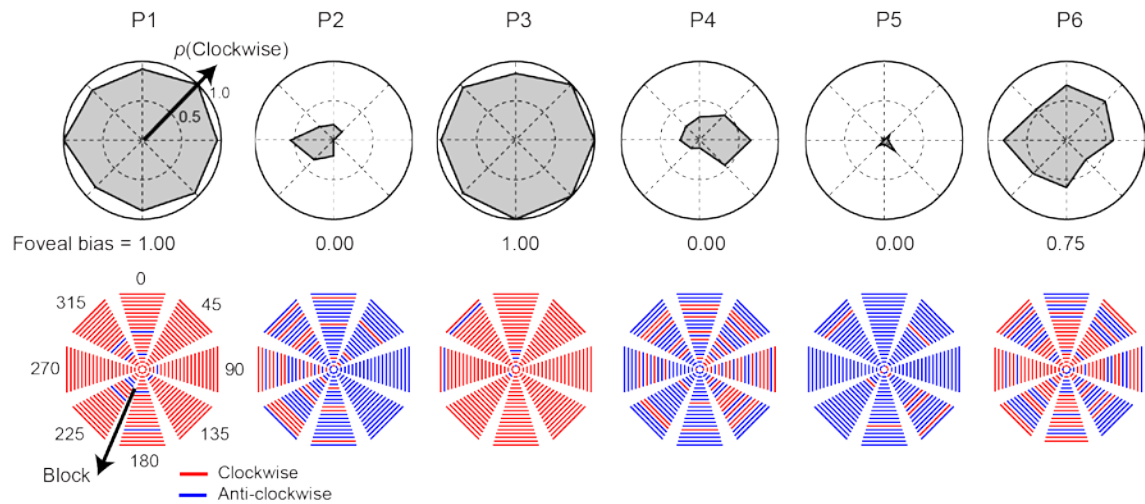 P1 P2 P3 P4 P5 P6
p(Clockwise)
1.0
0.5
Foveal bias = 1.00 0.00 1.00 0.00 0.00 0.75
0
315 45
270 90
225 135
180
Block
Clockwise
Anti-clockwise